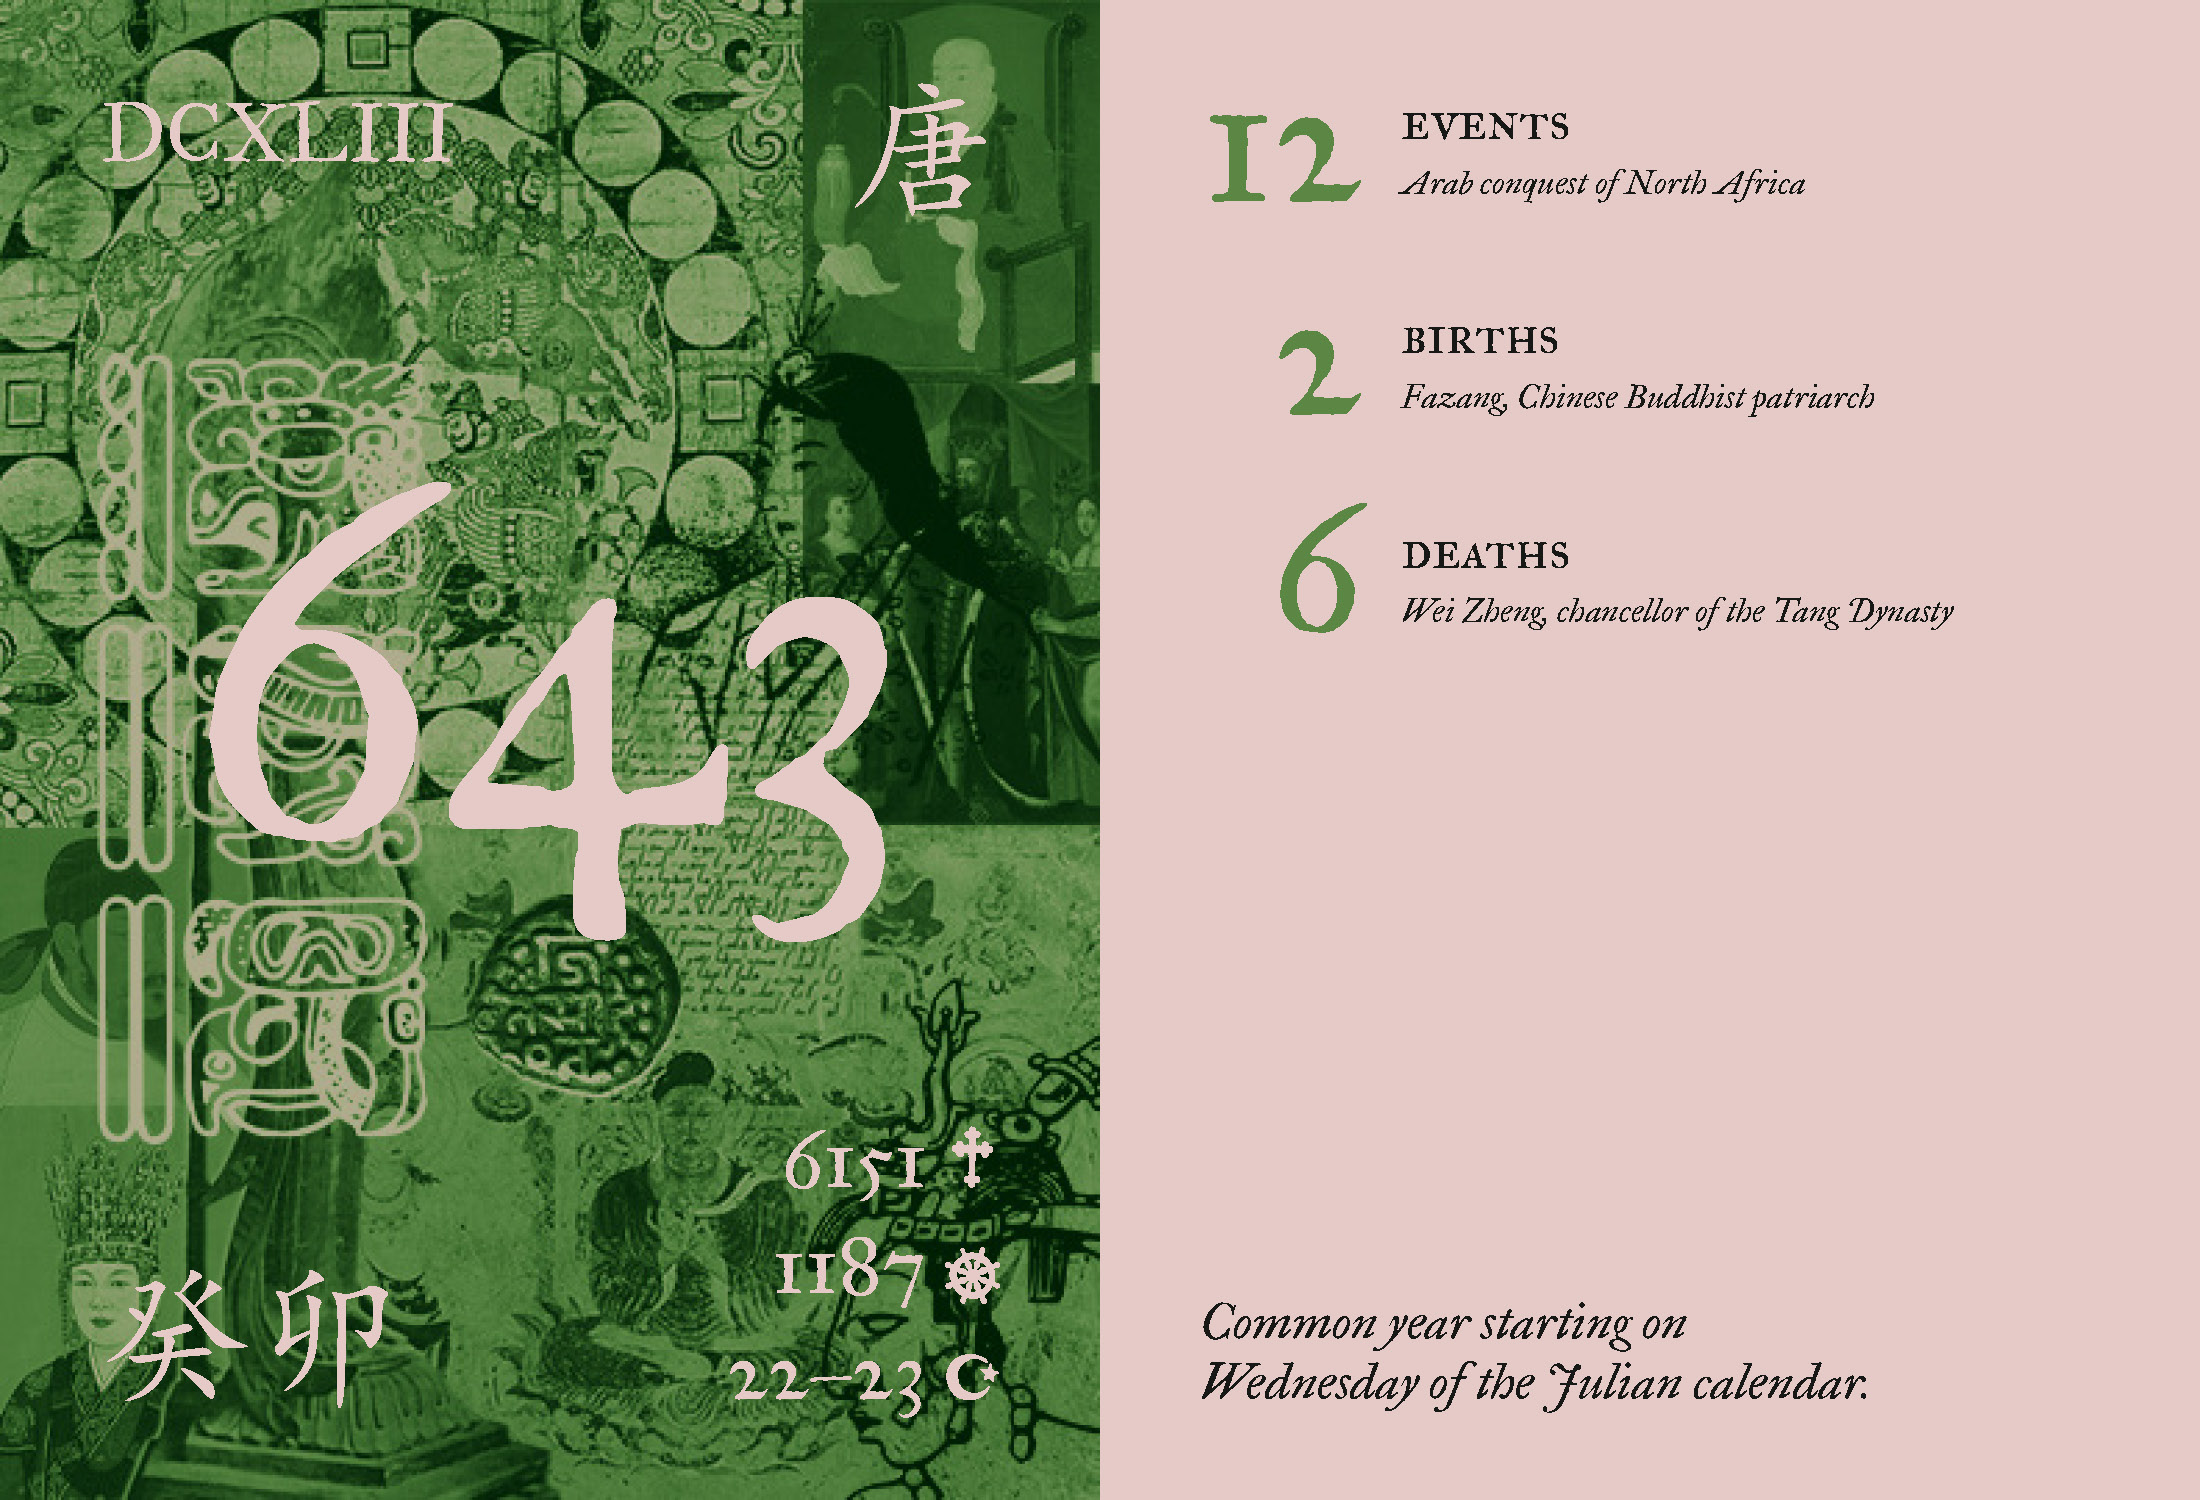 DCXLIII
唐
643
6151
1187
癸卯
22–23
12 EVENTS
Arab conquest of North Africa
2 BIRTHS
Fazang, Chinese Buddhist patriarch
6 DEATHS
Wei Zheng, chancellor of the Tang Dynasty
Common year starting on
Wednesday of the Julian calendar.